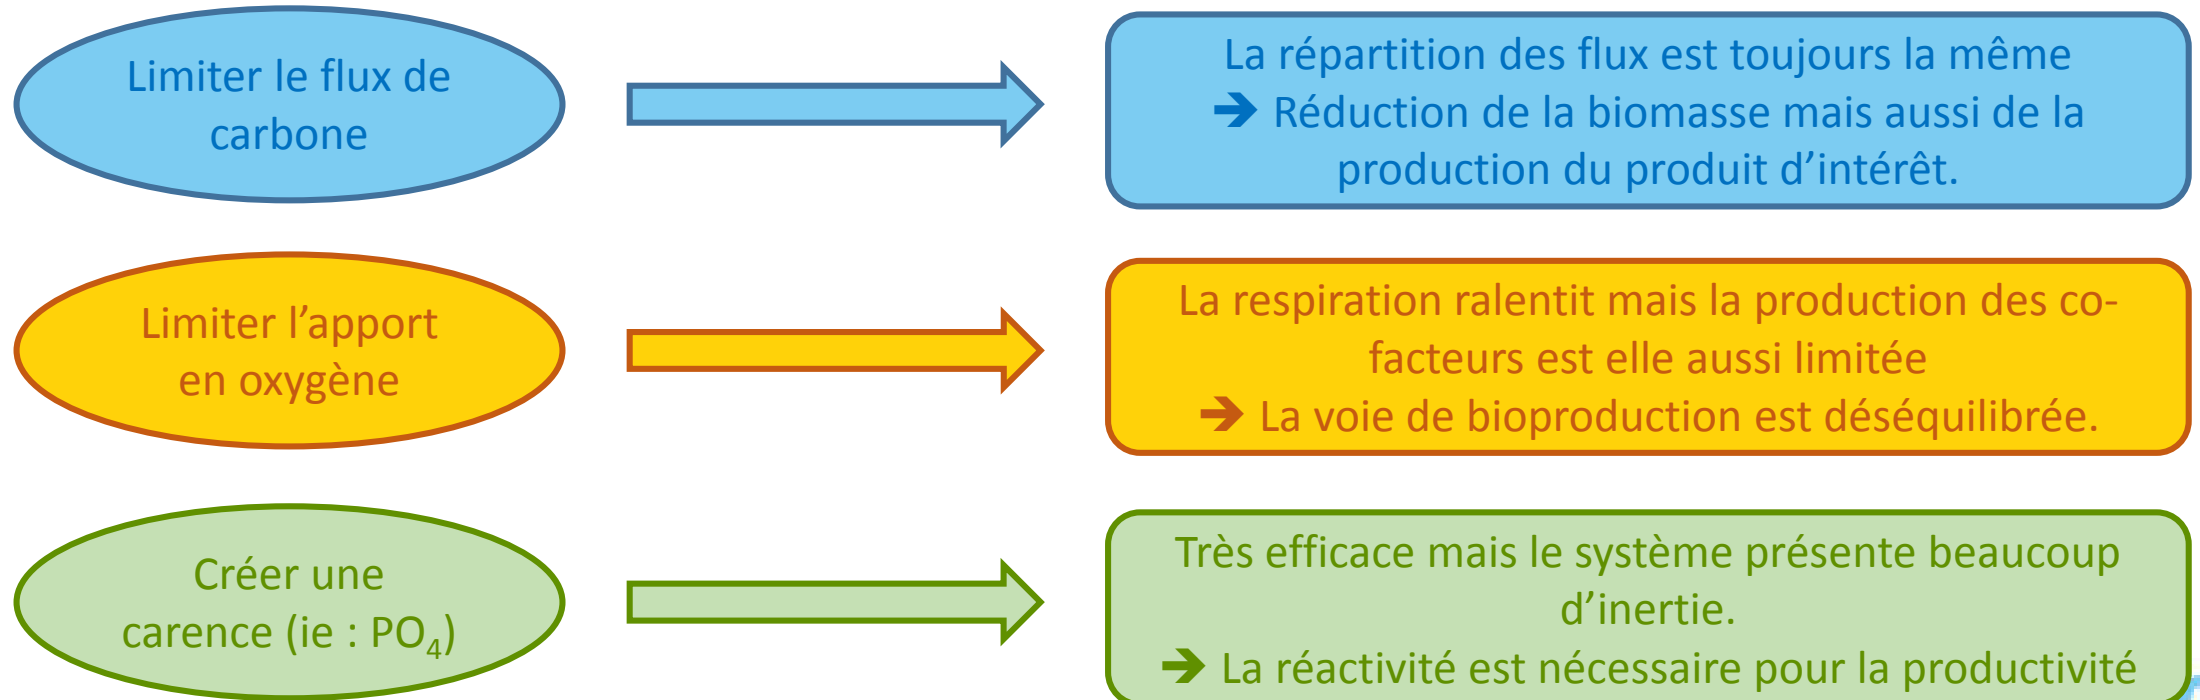 Limiter le flux de
carbone
La répartition des flux est toujours la même
➔ Réduction de la biomasse mais aussi de la
production du produit d’intérêt.
Limiter l’apport
en oxygène
La respiration ralentit mais la production des co-
facteurs est elle aussi limitée
➔ La voie de bioproduction est déséquilibrée.
Créer une
carence (ie : PO₄)
Très efficace mais le système présente beaucoup
d’inertie.
➔ La réactivité est nécessaire pour la productivité